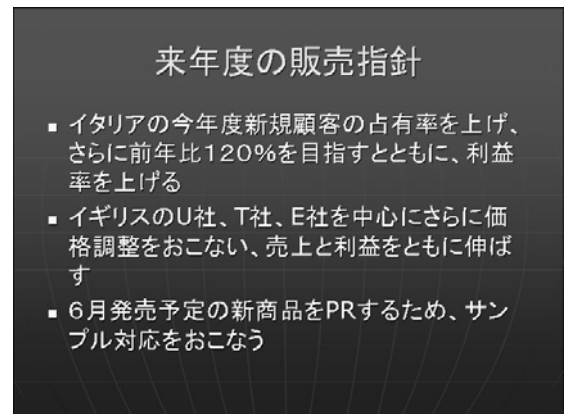 来年度の販売指針
▪ イタリアの今年度新規顧客の占有率を上げ、
さらに前年比120%を目指すとともに、利益
率を上げる
▪ イギリスのU社、T社、E社を中心にさらに価
格調整をおこない、売上と利益をともに伸ば
す
▪ 6月発売予定の新商品をPRするため、サン
プル対応をおこなう